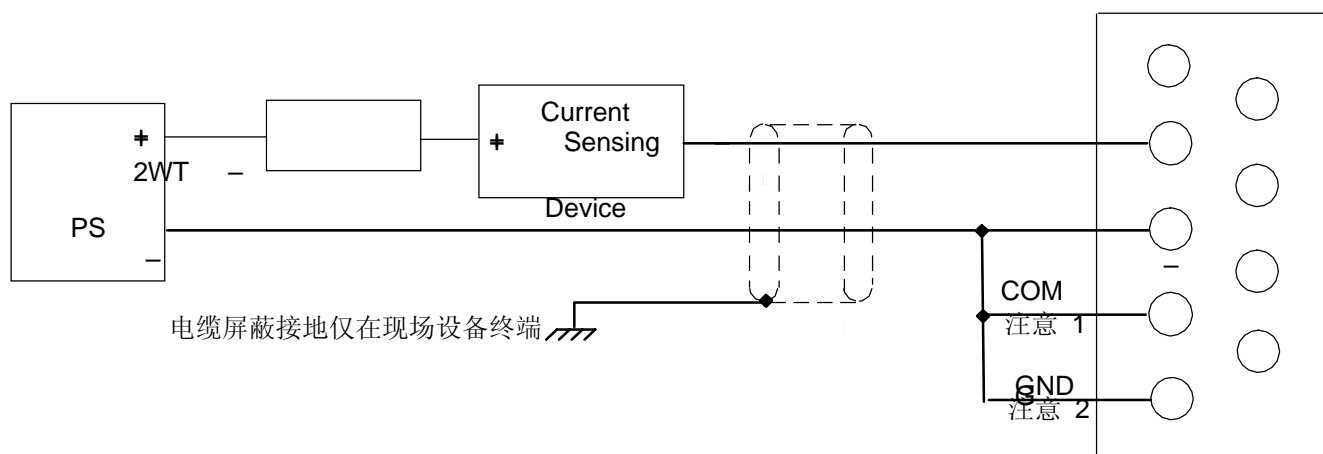 Current
+
+
Sensing
–
2WT –
Device
PS
–
–
COM
电缆屏蔽接地仅在现场设备终端
注意 1
GND
G
注意 2